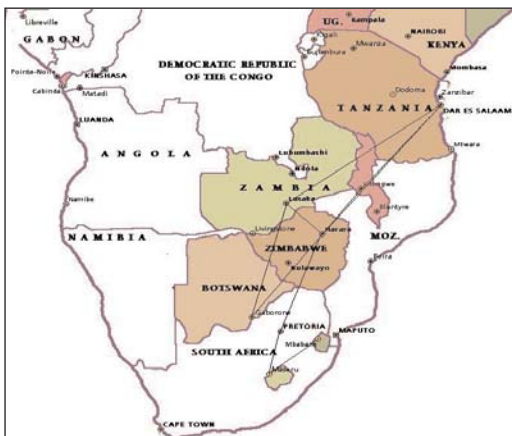 Libreville
GABON
Pointe-Noire
Cabinda
KINSHASA
Matadi
LUANDA
DEMOCRATIC REPUBLIC
OF THE CONGO
UG.
Kampala
Kigali
Bujumbura
Mwanza
NAIROBI
KENYA
Mombasa
Dodoma
Zanzibar
TANZANIA
DAR ES SALAAM
Mtwara
ANGOLA
Lubumbashi
Ndola
ZAMBIA
Lusaka
Lilongwe
Blantyre
Namibe
Livingstone
Harare
NAMIBIA
ZIMBABWE
MOZ.
Bulawayo
Beira
BOTSWANA
Gaborone
PRETORIA
MAPUTO
Mbabane
SOUTH AFRICA
Maseru
CAPE TOWN